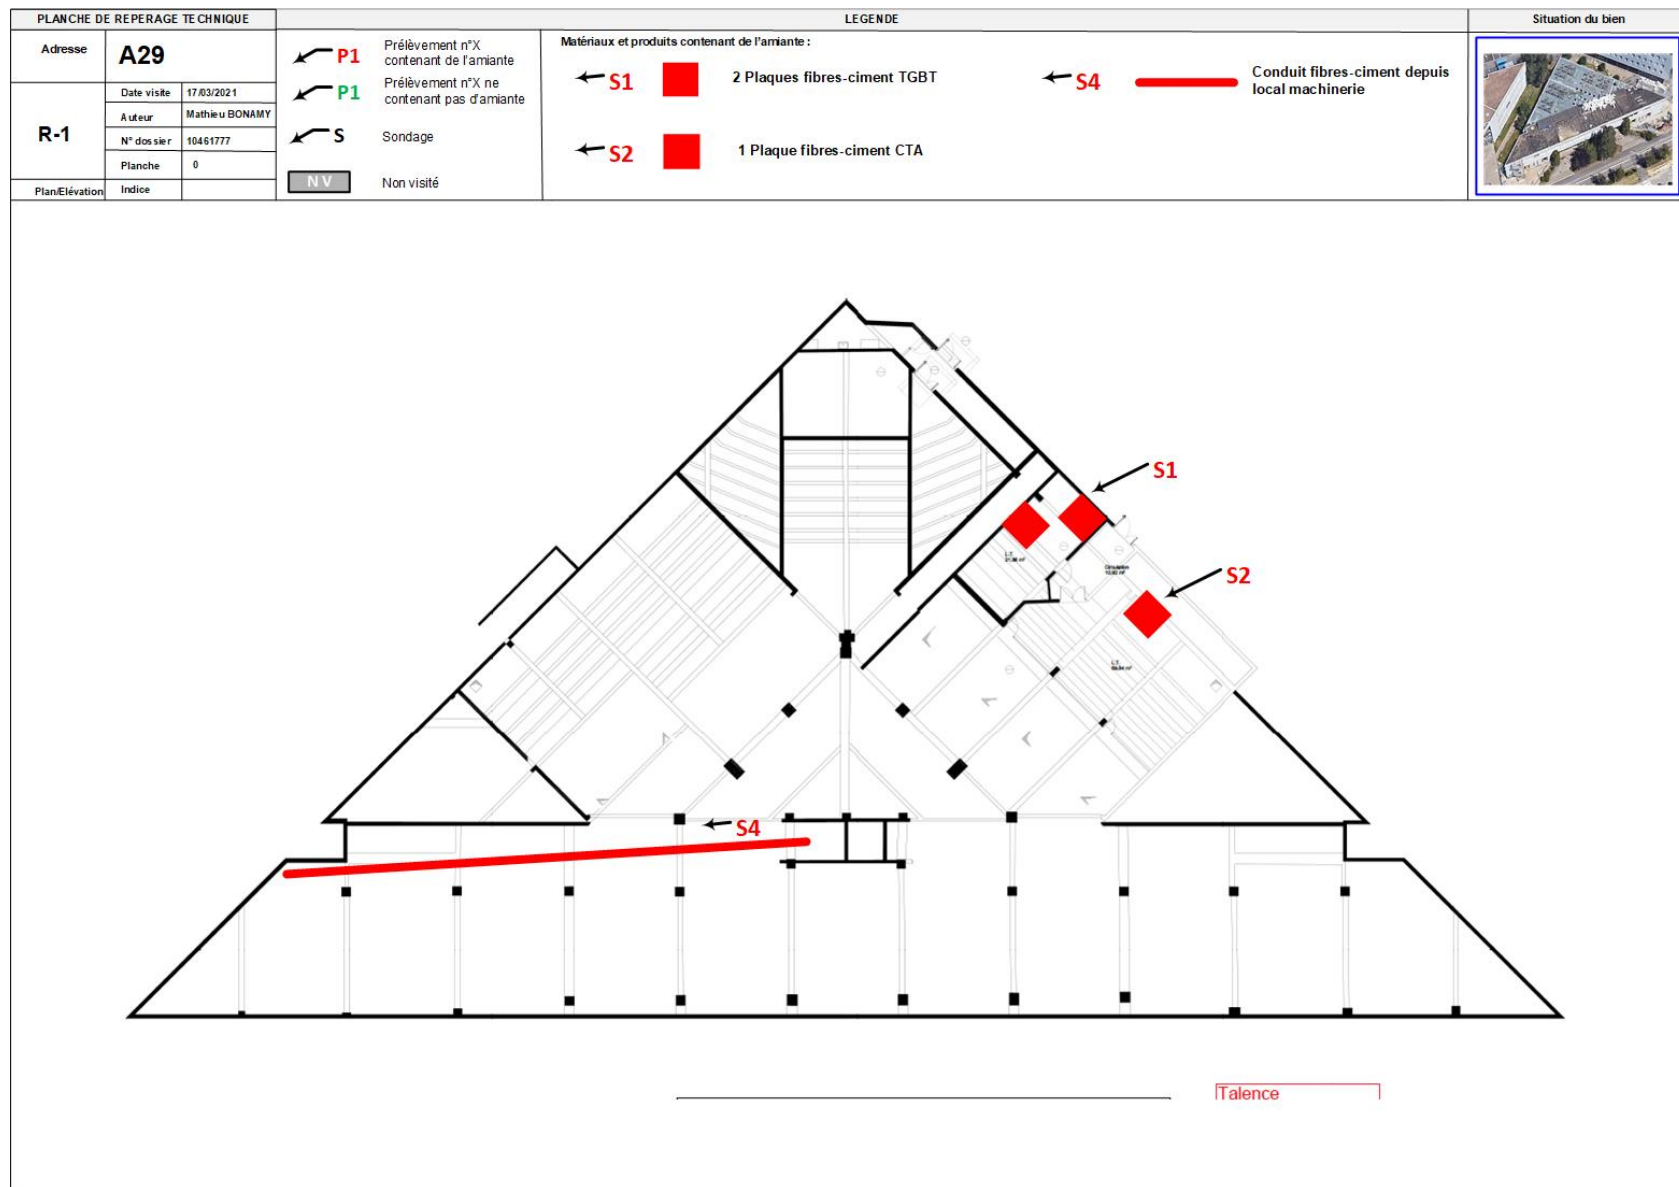 PLANCHE DE REPERAGE TECHNIQUE
LEGENDE
Situation du bien
Adresse
A29
R-1
Date visite
17/03/2021
Auteur
Mathieu BONAMY
N° dossier
10461777
Planche
0
Plan/Elévation
Indice
P1
Prélèvement n°X
contenant de l'amiante
P1
Prélèvement n°X ne
contenant pas d'amiante
S
Sondage
NV
Non visité
Matériaux et produits contenant de l'amiante :
S1
2 Plaques fibres-ciment TGBT
S2
1 Plaque fibres-ciment CTA
S4
Conduit fibres-ciment depuis
local machinerie
S1
L.T.
Circulation
S2
L.T.
S4
Talence